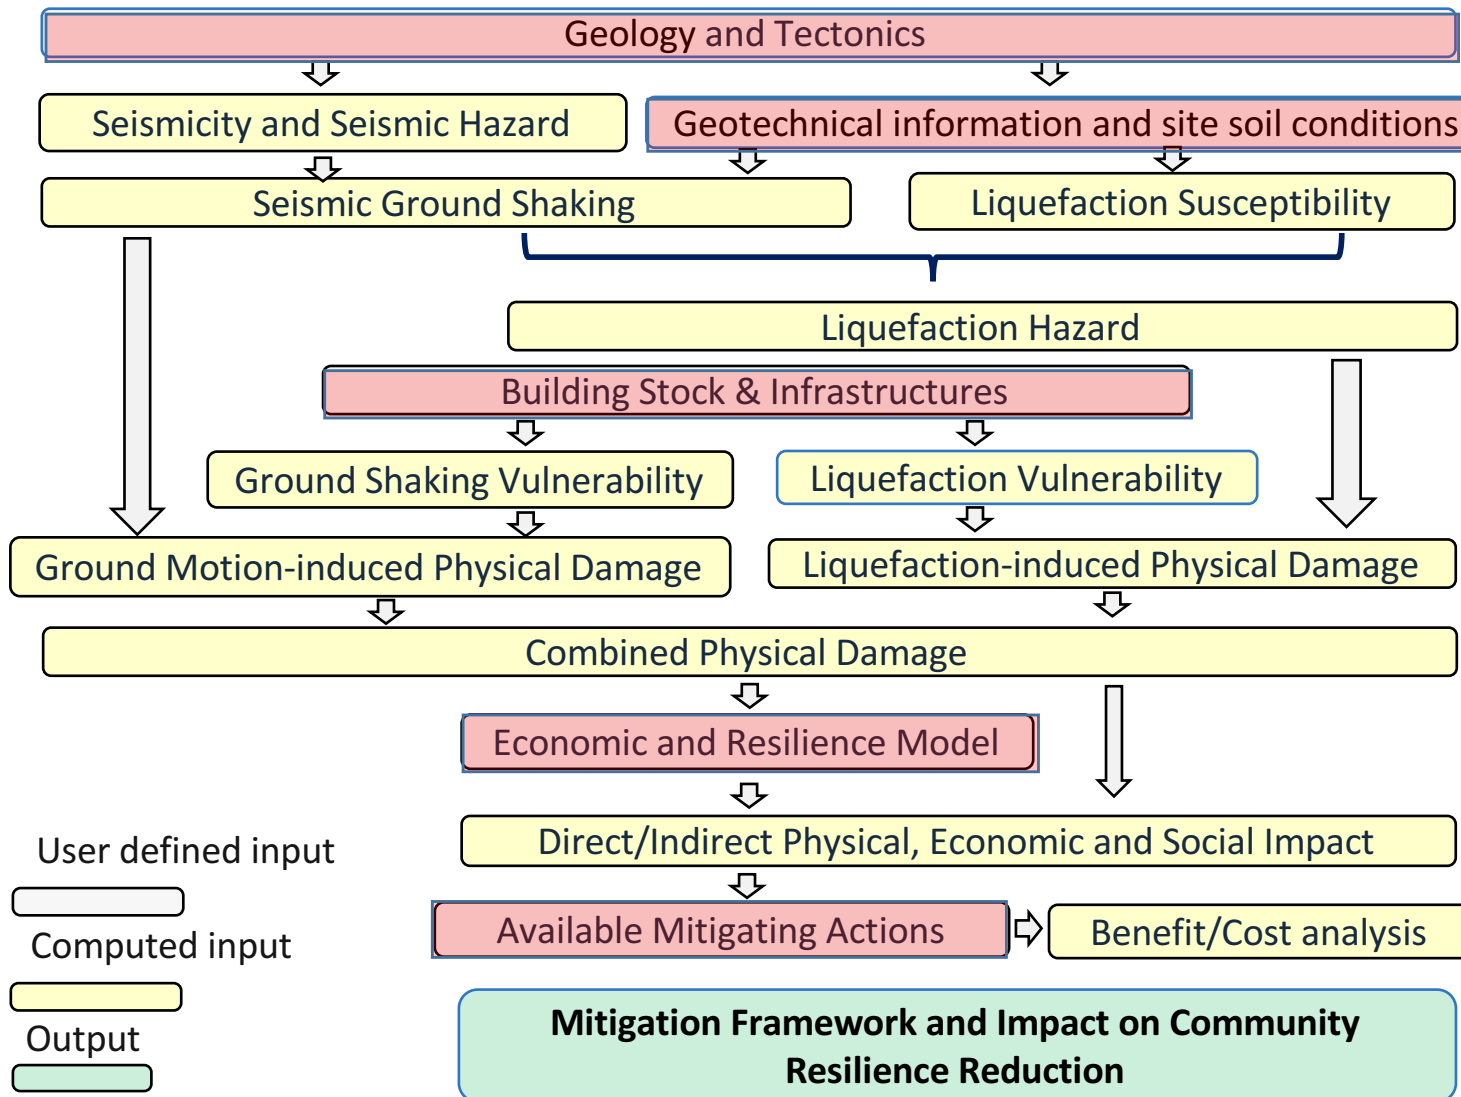 Geology and Tectonics
Seismicity and Seismic Hazard
Geotechnical information and site soil conditions
Seismic Ground Shaking
Liquefaction Susceptibility
Liquefaction Hazard
Building Stock & Infrastructures
Ground Shaking Vulnerability
Liquefaction Vulnerability
Ground Motion-induced Physical Damage
Liquefaction-induced Physical Damage
Combined Physical Damage
Economic and Resilience Model
Direct/Indirect Physical, Economic and Social Impact
Available Mitigating Actions
Benefit/Cost analysis
Mitigation Framework and Impact on Community
Resilience Reduction
User defined input
Computed input
Output